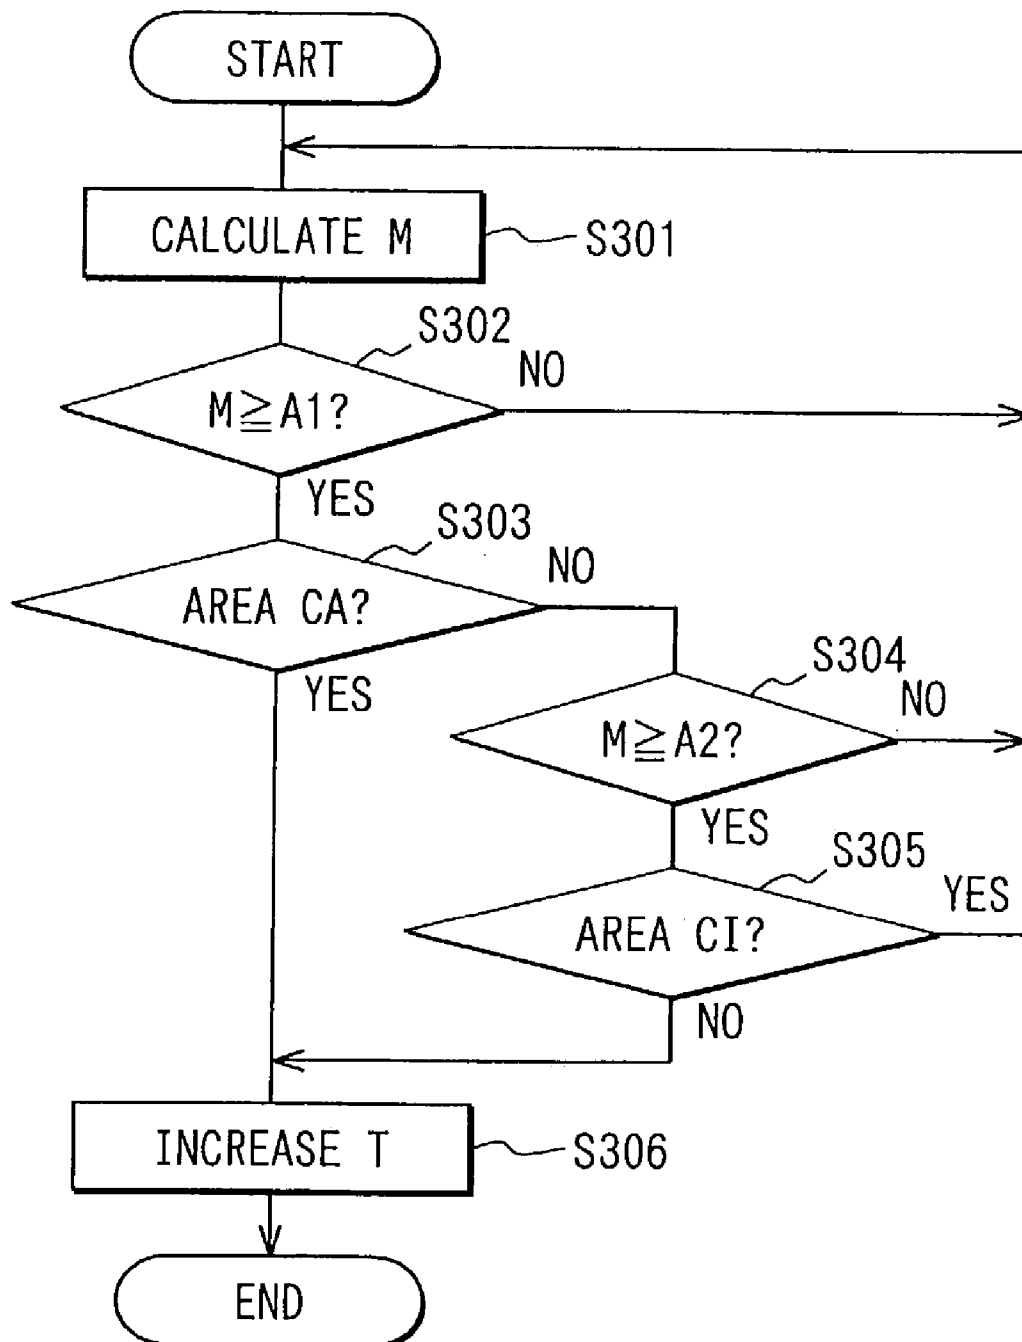 START
CALCULATE M
S301
S302
M≧A1?
NO
YES
S303
AREA CA?
NO
YES
S304
M≧A2?
NO
YES
S305
AREA CI?
YES
NO
INCREASE T
S306
END